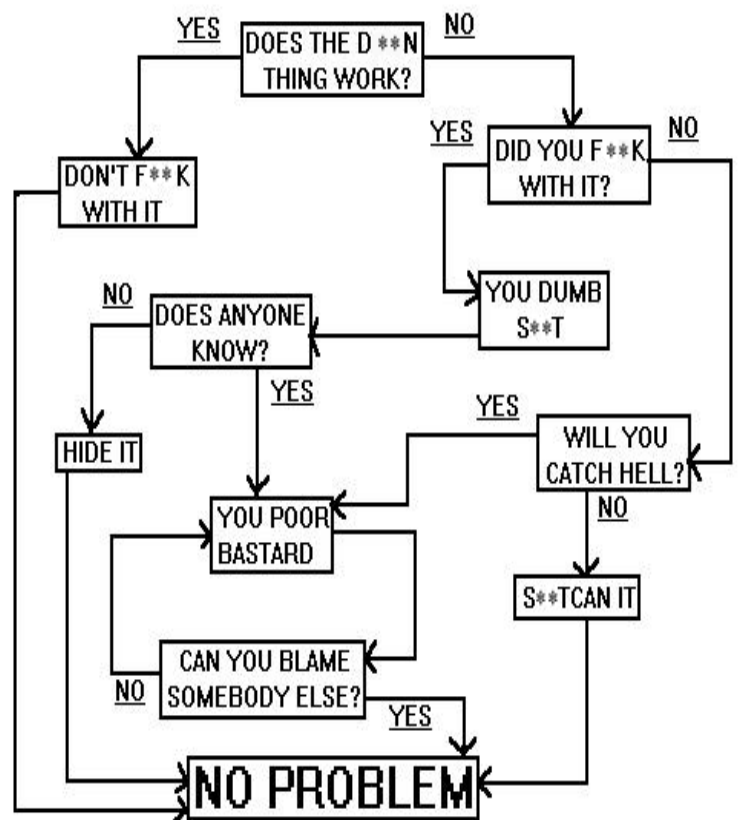 YES
DOES THE D**N
THING WORK?
NO
YES
DID YOU F**K
WITH IT?
NO
DON'T F**K
WITH IT
YOU DUMB
S**T
NO
DOES ANYONE
KNOW?
YES
YES
WILL YOU
CATCH HELL?
HIDE IT
NO
YOU POOR
BASTARD
S**TCAN IT
CAN YOU BLAME
SOMEBODY ELSE?
NO
YES
NO PROBLEM